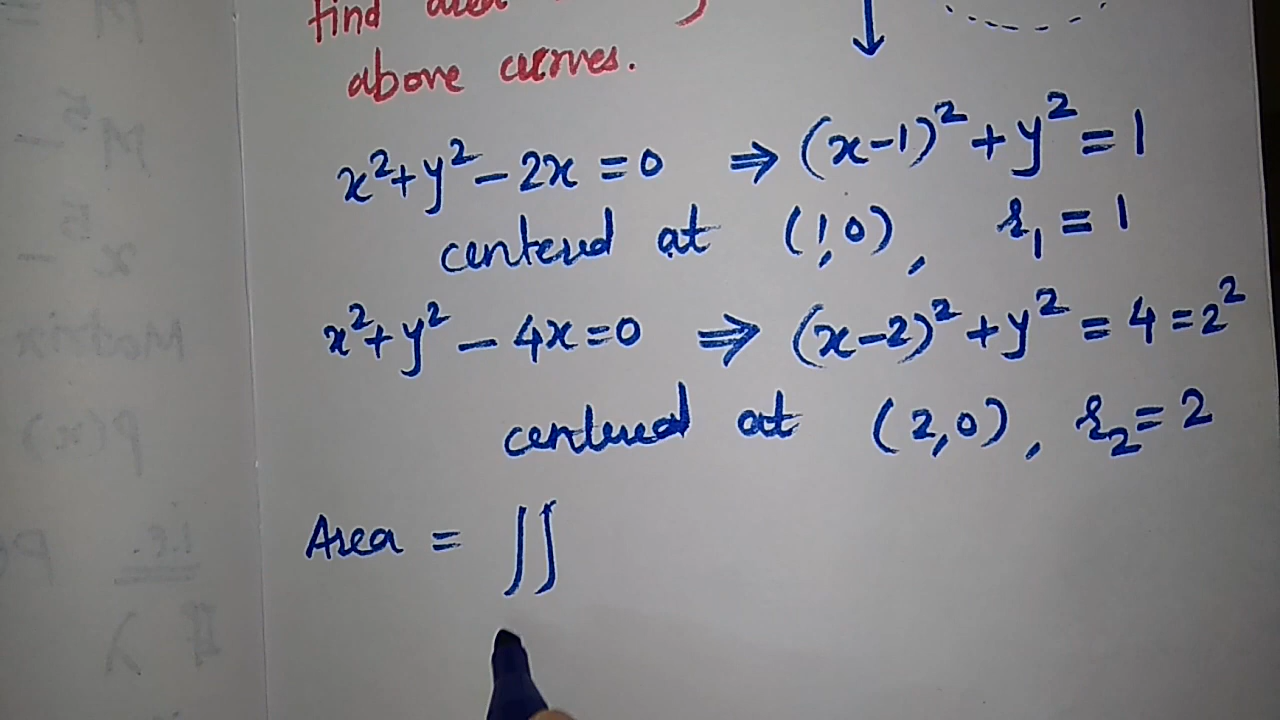 find area
above curves.
x²+y²-2x=0 ⇒ (x-1)²+y²=1
centered at (1,0), r₁=1
x²+y²-4x=0 ⇒ (x-2)²+y²=4=2²
centered at (2,0), r₂=2
Area = ∬